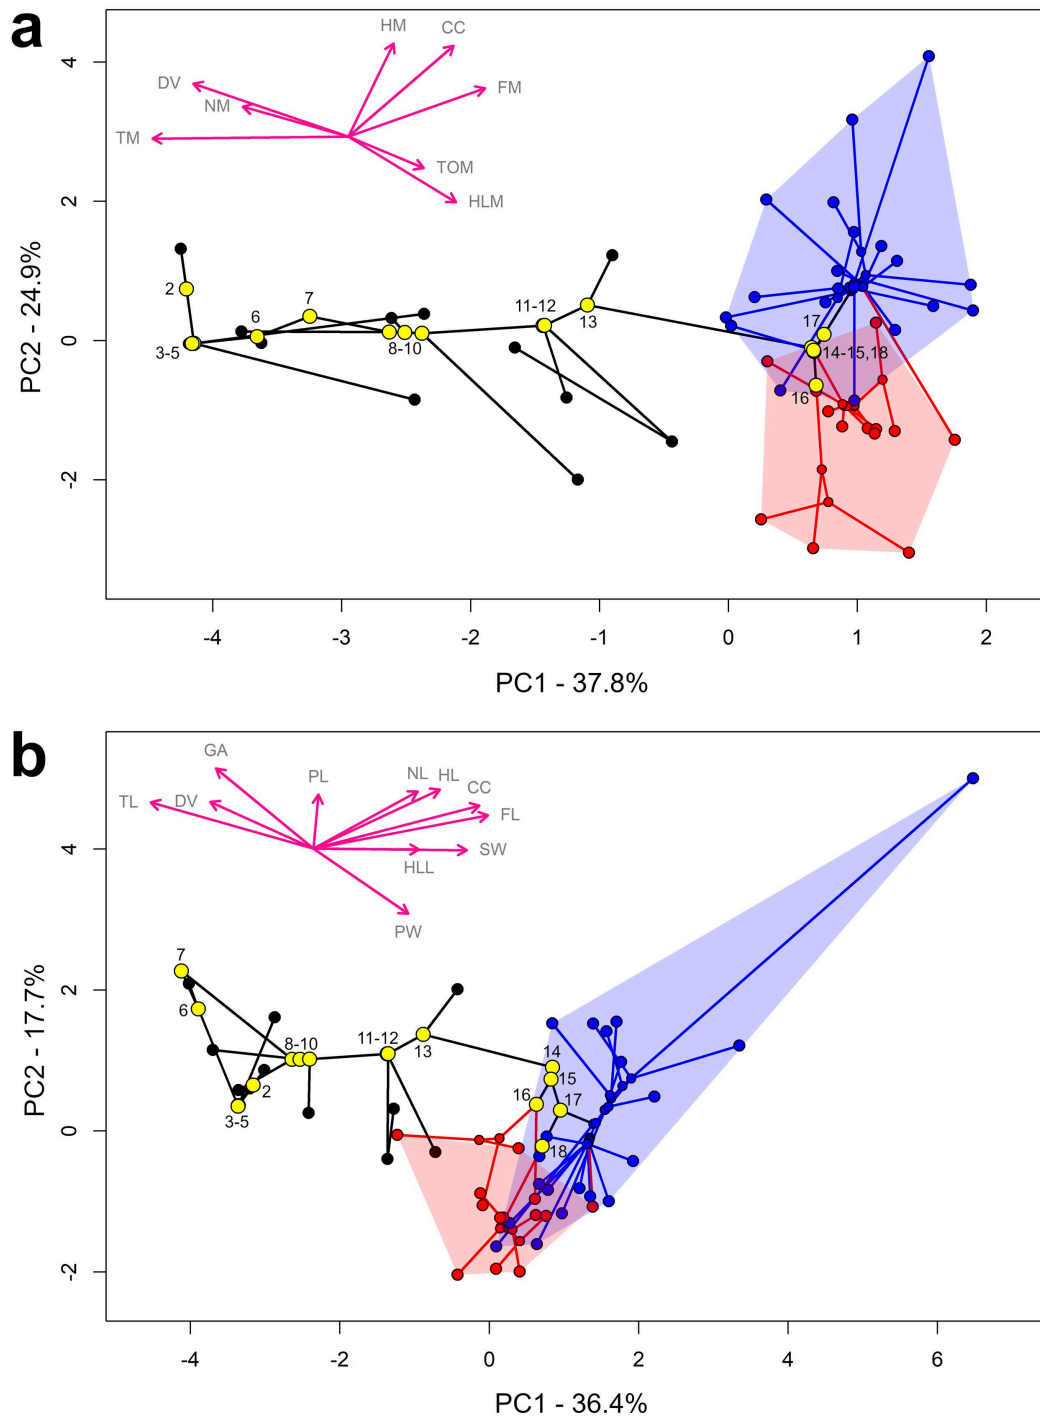 a
HM CC
DV
FM
NM
TM
TOM
HLM
4
2
0
-2
PC2 - 24.9%
2
7
6
3-5
8-10
11-12
13
17
14-15,18
16
-4 -3 -2 -1 0 1 2
PC1 - 37.8%
b
GA
PL NL HL
CC
TL DV
FL
SW
HLL
PW
4
2
0
-2
PC2 - 17.7%
7
6
8-10
11-12
13
14
15
16
17
2
3-5
18
-4 -2 0 2 4 6
PC1 - 36.4%